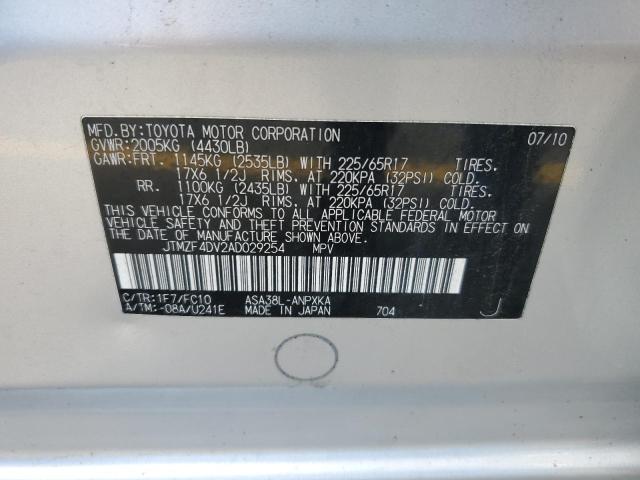 MFD.BY:TOYOTA MOTOR CORPORATION 07/10
GVWR:2005KG (4430LB)
GAWR:FRT. 1145KG (2535LB) WITH 225/65R17 TIRES.
17X6 1/2J RIMS. AT 220KPA (32PSI) COLD.
RR. 1100KG (2435LB) WITH 225/65R17 TIRES.
17X6 1/2J RIMS. AT 220KPA (32PSI) COLD.
THIS VEHICLE CONFORMS TO ALL APPLICABLE FEDERAL MOTOR
VEHICLE SAFETY AND THEFT PREVENTION STANDARDS IN EFFECT ON
THE DATE OF MANUFACTURE SHOWN ABOVE.
JTMZF4DV2AD029254 MPV
C/TR:1F7/FC10 ASA38L-ANPXKA
A/TM:-08A/U241E MADE IN JAPAN 704 J